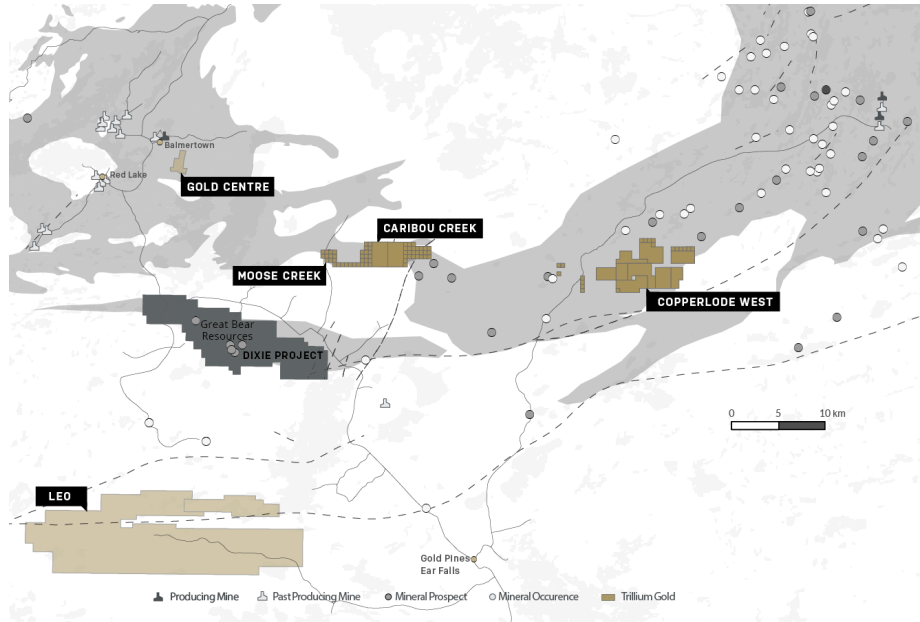 Balmertown
Red Lake
GOLD CENTRE
CARIBOU CREEK
MOOSE CREEK
COPPERLODE WEST
Great Bear
Resources
DIXIE PROJECT
0 5 10 km
LEO
Gold Pines
Ear Falls
Producing Mine Past Producing Mine Mineral Prospect Mineral Occurence Trillium Gold